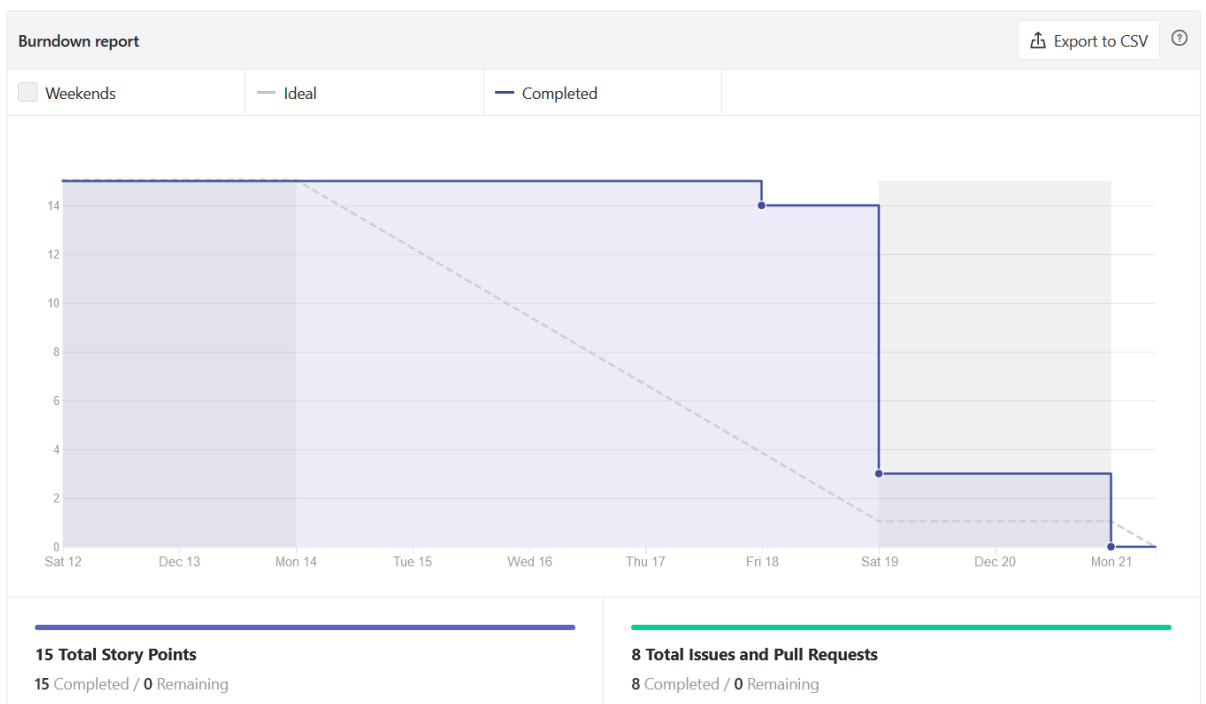 Burndown report
Export to CSV
Weekends
Ideal
Completed
14
12
10
8
6
4
2
0
Sat 12 Dec 13 Mon 14 Tue 15 Wed 16 Thu 17 Fri 18 Sat 19 Dec 20 Mon 21
15 Total Story Points
15 Completed / 0 Remaining
8 Total Issues and Pull Requests
8 Completed / 0 Remaining